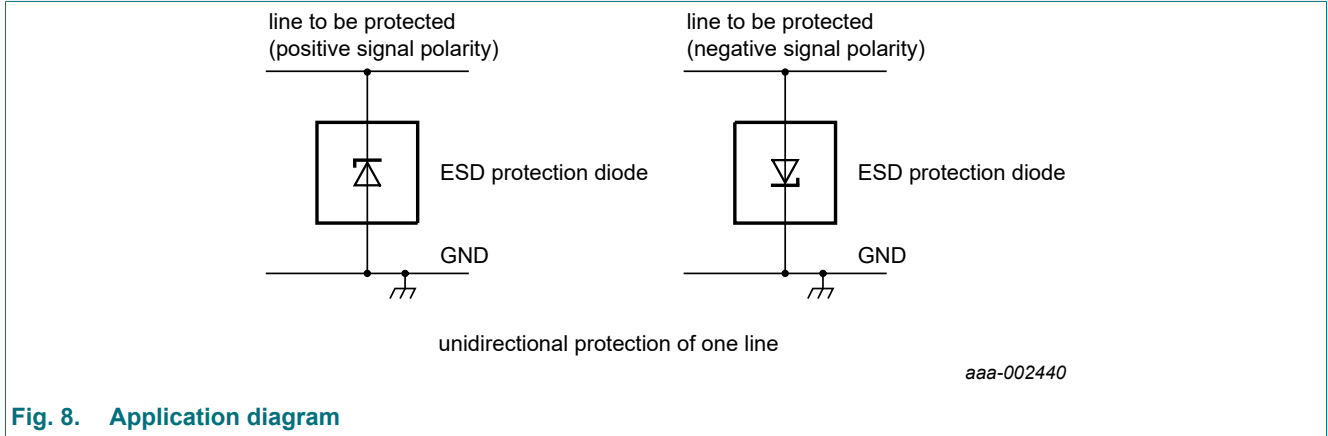 line to be protected
(positive signal polarity)
line to be protected
(negative signal polarity)
ESD protection diode
ESD protection diode
GND
GND
unidirectional protection of one line
aaa-002440
Fig. 8. Application diagram